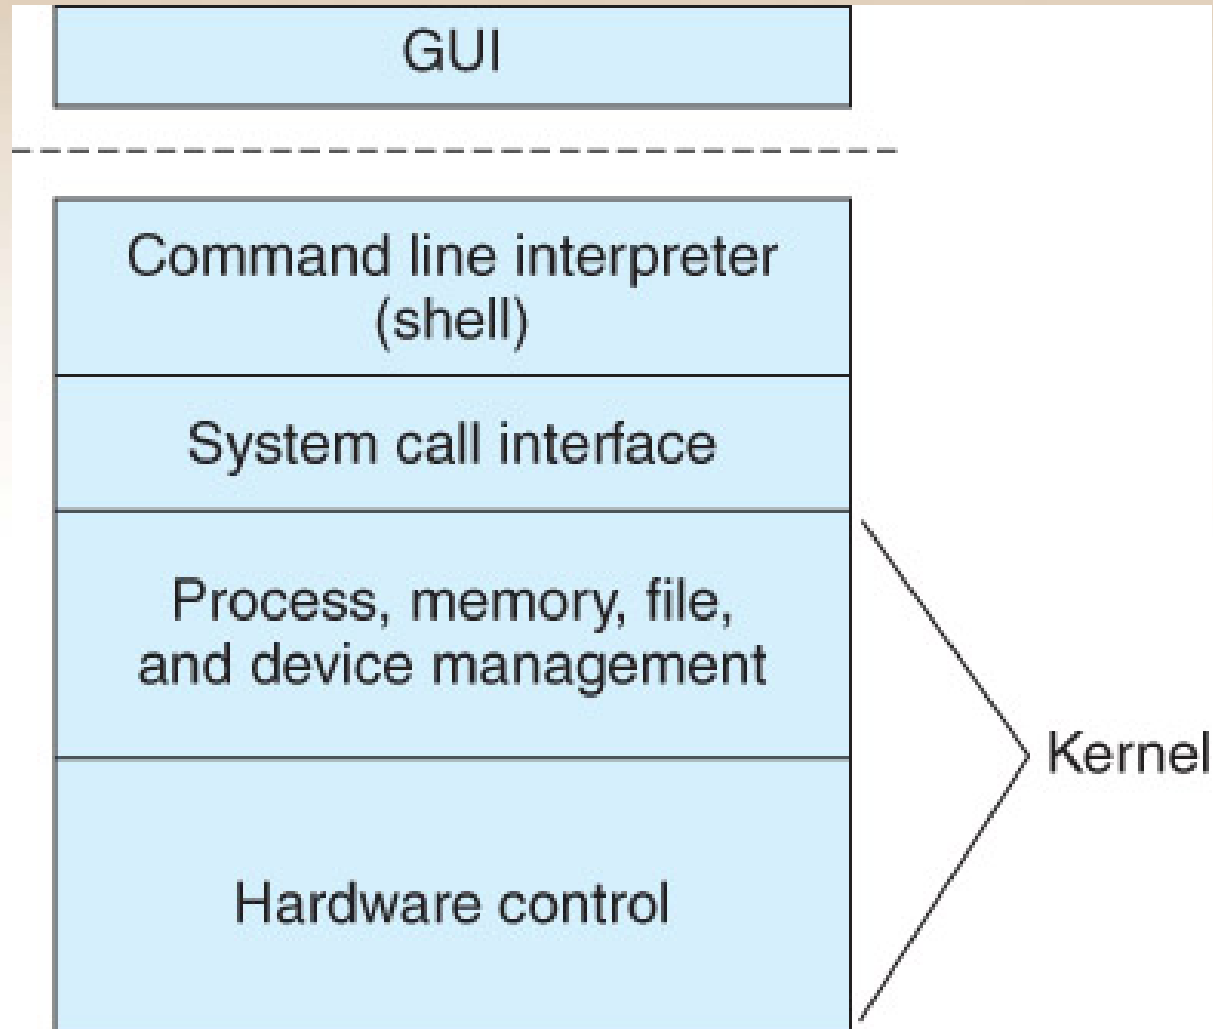 GUI
Command line interpreter
(shell)
System call interface
Process, memory, file,
and device management
Kernel
Hardware control